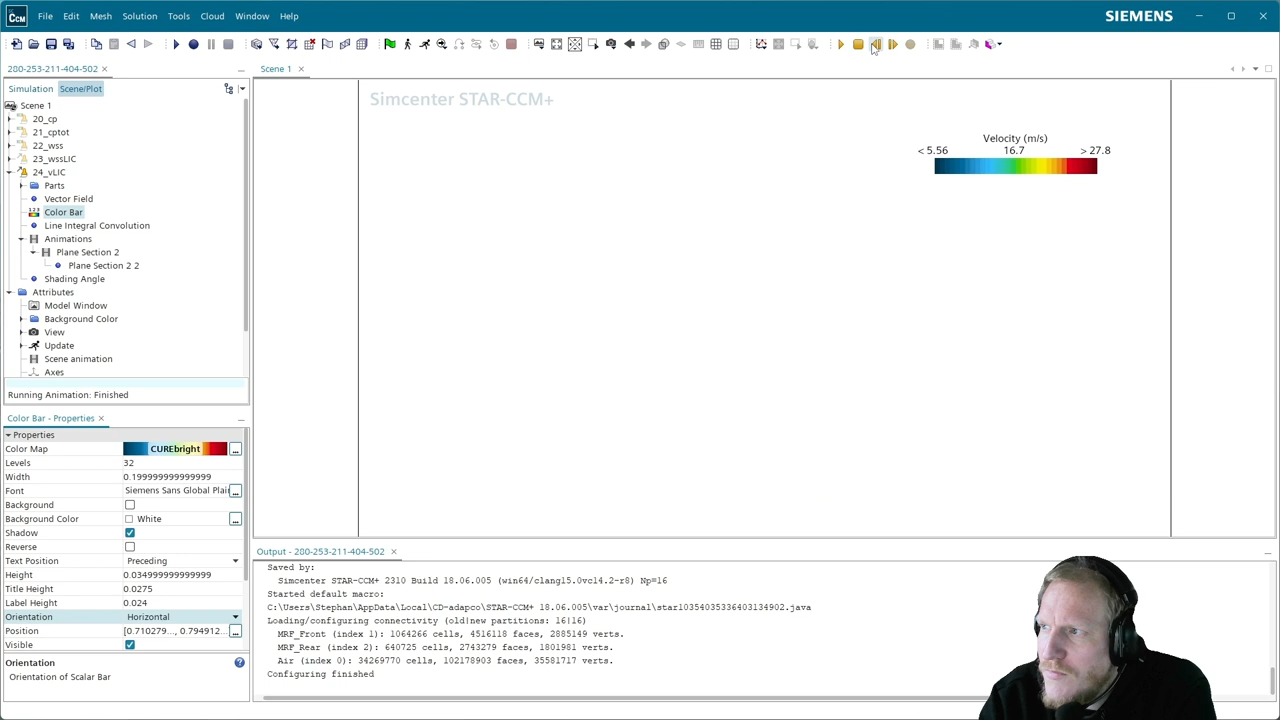 CCM
File Edit Mesh Solution Tools Cloud Window Help
SIEMENS
280-253-211-404-502
Simulation Scene/Plot
Scene 1
20_cp
21_cptot
22_wss
23_wssLIC
24_vLIC
Parts
Vector Field
Color Bar
Line Integral Convolution
Animations
Plane Section 2
Plane Section 2 2
Shading Angle
Attributes
Model Window
Background Color
View
Update
Scene animation
Axes
Running Animation: Finished
Color Bar - Properties
Properties
Color Map CUREbright ...
Levels 32
Width 0.199999999999999
Font Siemens Sans Global Plain ...
Background
Background Color White ...
Shadow
Reverse
Text Position Preceding
Height 0.034999999999999
Title Height 0.0275
Label Height 0.024
Orientation Horizontal
Position [0.710279..., 0.794912... ...
Visible
Orientation
Orientation of Scalar Bar
Scene 1
Simcenter STAR-CCM+
Velocity (m/s)
< 5.56 16.7 > 27.8
Output - 280-253-211-404-502
Saved by:
Simcenter STAR-CCM+ 2310 Build 18.06.005 (win64/clang15.0vc14.2-r8) Np=16
Started default macro:
C:\Users\Stephan\AppData\Local\CD-adapco\STAR-CCM+ 18.06.005\var\journal\star10354035336403134902.java
Loading/configuring connectivity (old|new partitions: 16|16)
MRF_Front (index 1): 1064266 cells, 4516118 faces, 2885149 verts.
MRF_Rear (index 2): 640725 cells, 2743279 faces, 1801981 verts.
Air (index 0): 34269770 cells, 102178903 faces, 35581717 verts.
Configuring finished